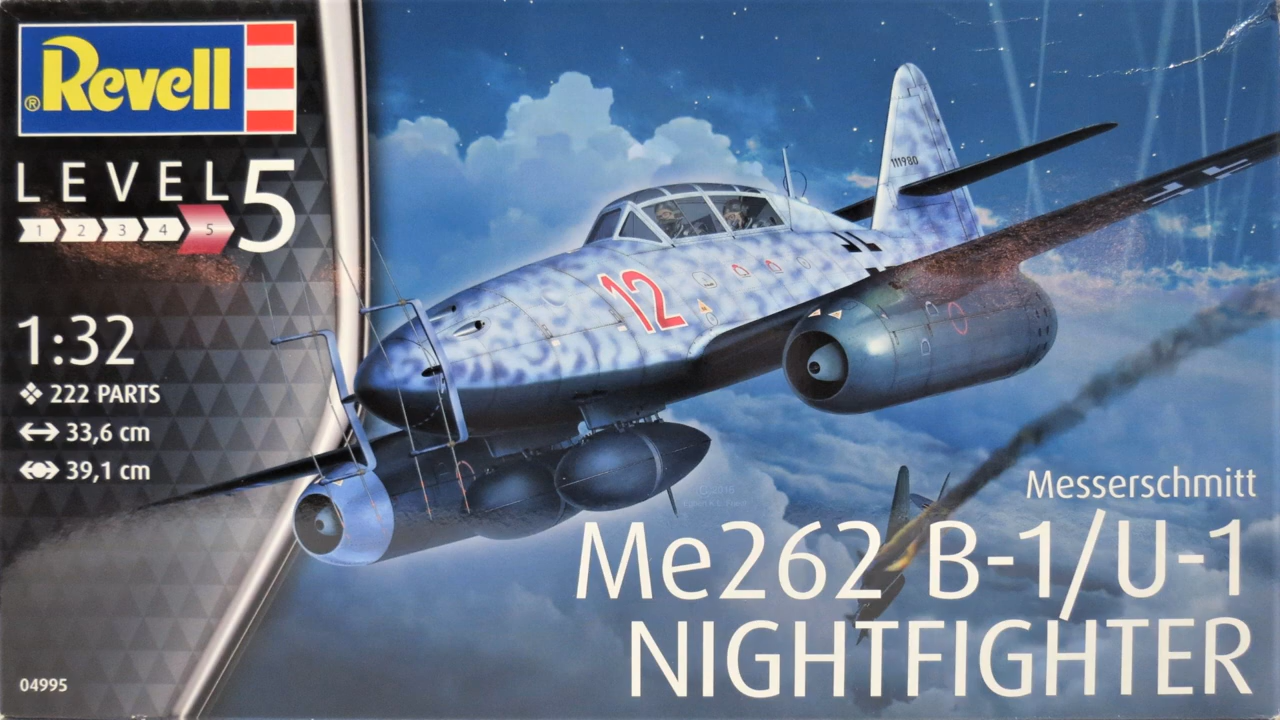 ® Revell
LEVEL 5
1 2 3 4 5
1:32
222 PARTS
33,6 cm
39,1 cm
04995
111980
12
Messerschmitt
Me262 B-1/U-1
NIGHTFIGHTER